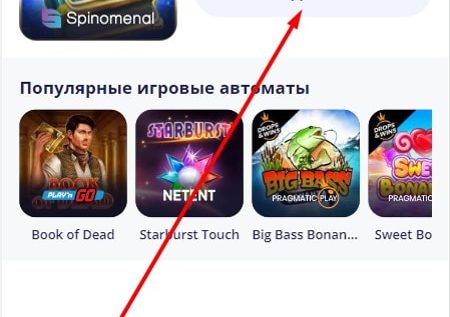 Spinomenal
Популярные игровые автоматы
DROPS & WINS
DROPS & WINS
STARBURST
BOOK OF DEAD
PLAY'N GO
NETENT
BIG BASS
PRAGMATIC PLAY
SWEET
BONAN
PRAGMATIC
Book of Dead
Starburst Touch
Big Bass Bonan...
Sweet Bo